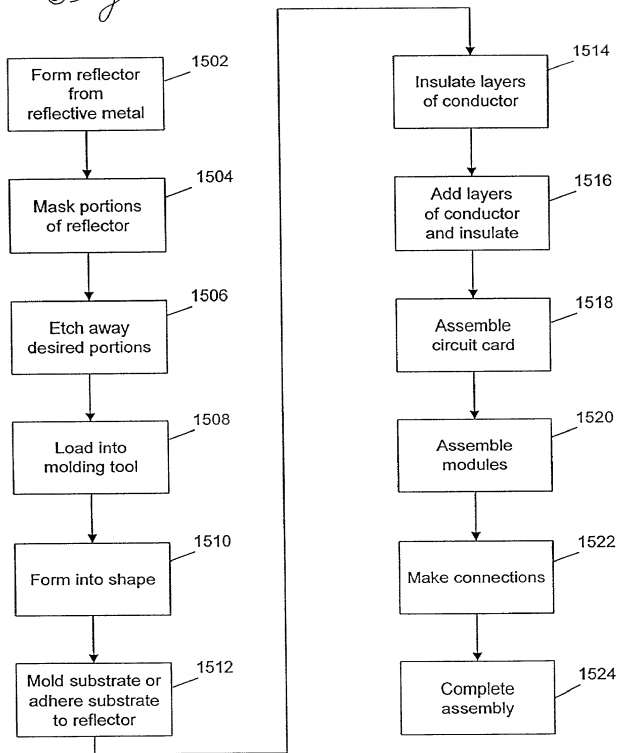 1502
Form reflector
from
reflective metal
1504
Mask portions
of reflector
1506
Etch away
desired portions
1508
Load into
molding tool
1510
Form into shape
1512
Mold substrate or
adhere substrate
to reflector
1514
Insulate layers
of conductor
1516
Add layers
of conductor
and insulate
1518
Assemble
circuit card
1520
Assemble
modules
1522
Make connections
1524
Complete
assembly